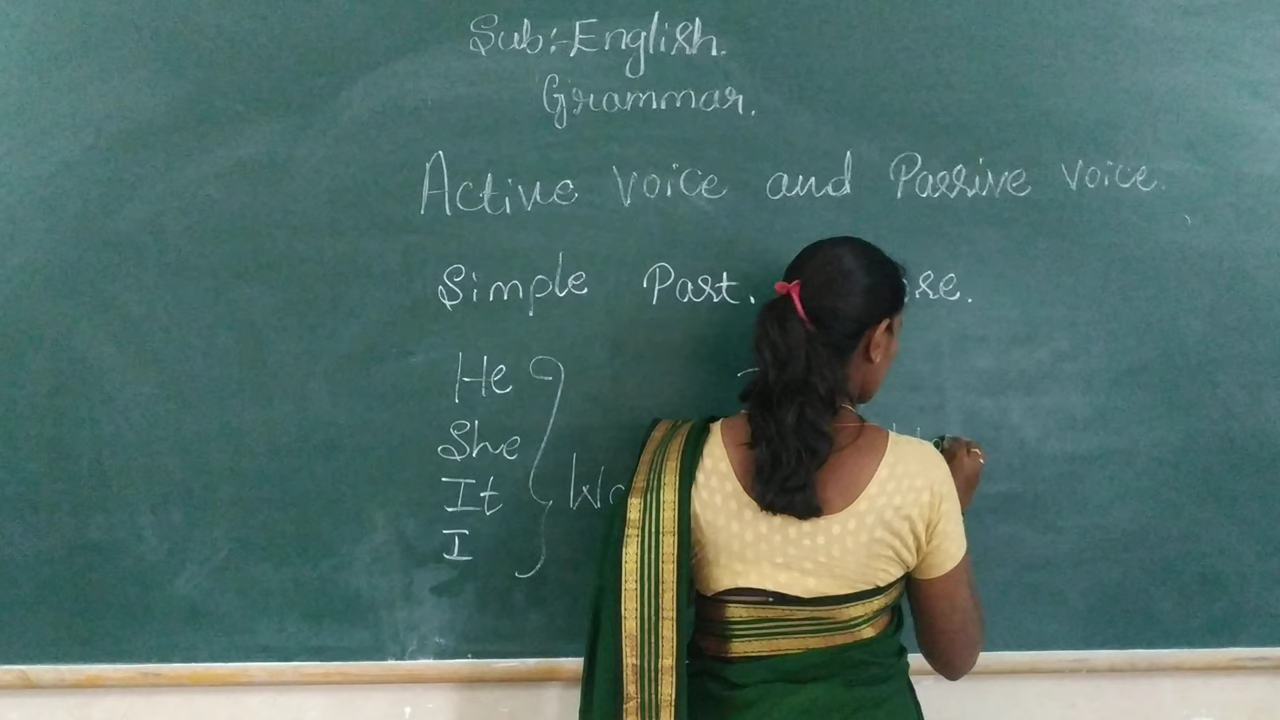 Sub:-English.
Grammar.
Active Voice and Passive Voice.
Simple Past.
He
She
It
I